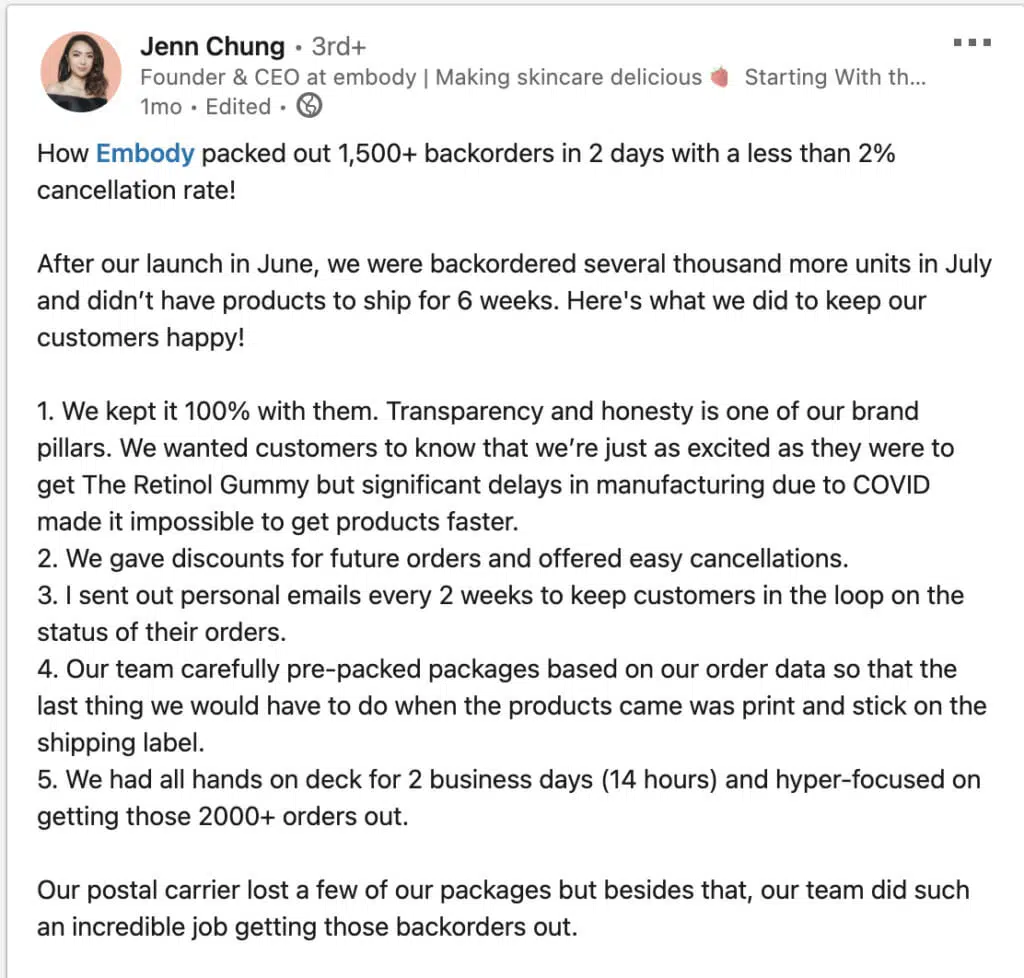 Jenn Chung • 3rd+
Founder & CEO at embody | Making skincare delicious 🍓 Starting With th...
1mo • Edited •
How Embody packed out 1,500+ backorders in 2 days with a less than 2%
cancellation rate!
After our launch in June, we were backordered several thousand more units in July
and didn’t have products to ship for 6 weeks. Here's what we did to keep our
customers happy!
1. We kept it 100% with them. Transparency and honesty is one of our brand
pillars. We wanted customers to know that we’re just as excited as they were to
get The Retinol Gummy but significant delays in manufacturing due to COVID
made it impossible to get products faster.
2. We gave discounts for future orders and offered easy cancellations.
3. I sent out personal emails every 2 weeks to keep customers in the loop on the
status of their orders.
4. Our team carefully pre-packed packages based on our order data so that the
last thing we would have to do when the products came was print and stick on the
shipping label.
5. We had all hands on deck for 2 business days (14 hours) and hyper-focused on
getting those 2000+ orders out.
Our postal carrier lost a few of our packages but besides that, our team did such
an incredible job getting those backorders out.